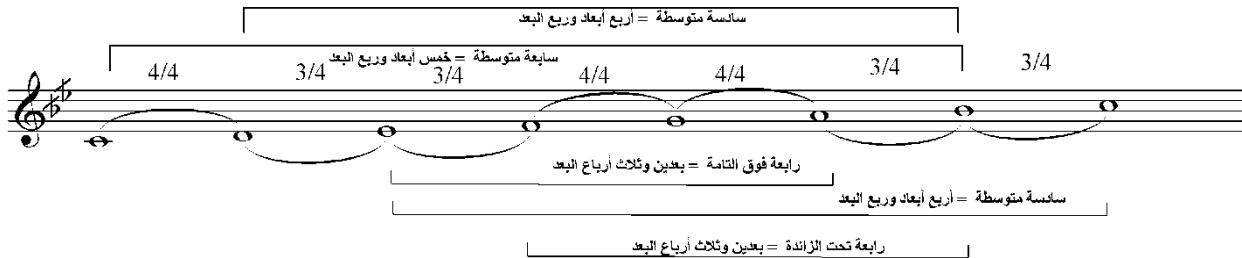 سادسة متوسطة = أربع أبعاد وربع البعد
سابعة متوسطة = خمس أبعاد وربع البعد
4/4 3/4 3/4 4/4 4/4 3/4 3/4
رابعة فوق التامة = بعدين وثلاث أرباع البعد
سادسة متوسطة = أربع أبعاد وربع البعد
رابعة تحت الزائدة = بعدين وثلاث أرباع البعد